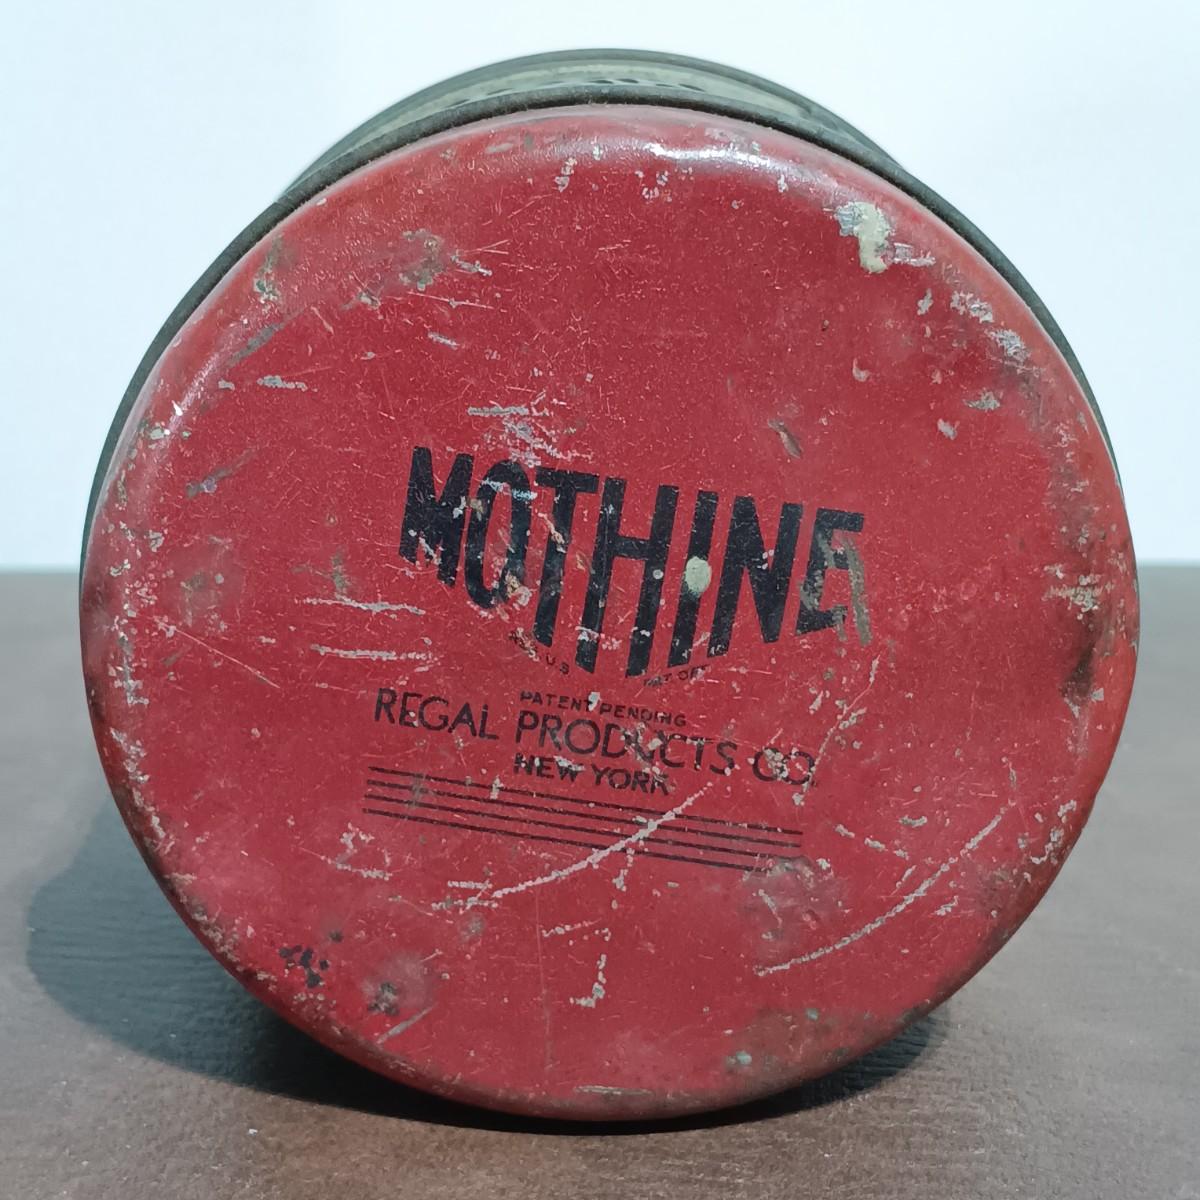 MOTHINE
REG. U.S. PAT. OFF.
PATENT PENDING
REGAL PRODUCTS CO.
NEW YORK